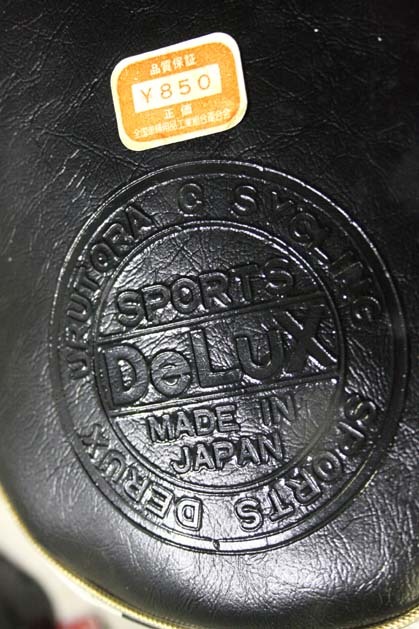 品質保証
¥850
正価
URUTORA C SYCLING
SPORTS
DeLuX
MADE IN
JAPAN
SPORTS DERUX